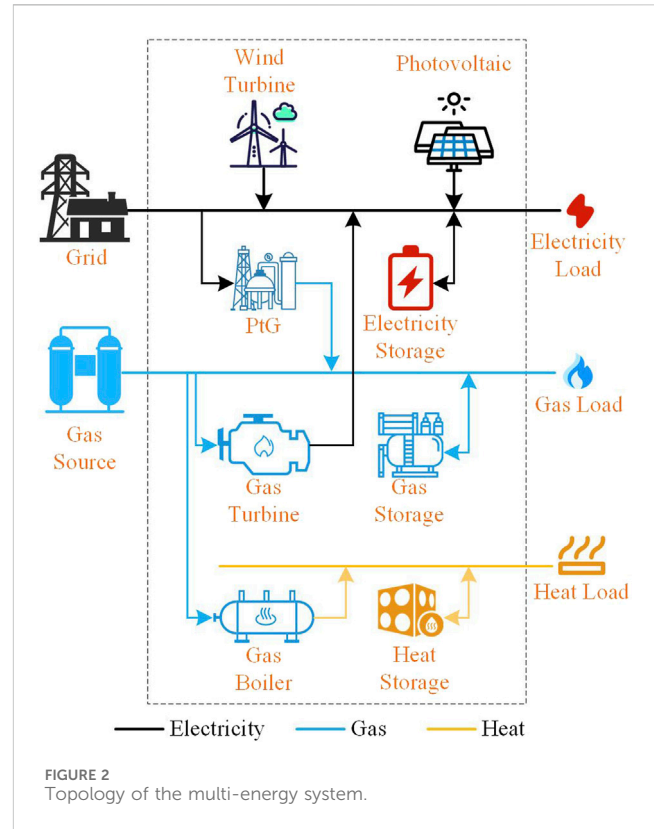 Wind
Turbine
Photovoltaic
Grid
Electricity
Load
PtG
Electricity
Storage
Gas
Source
Gas Load
Gas
Turbine
Gas
Storage
Heat Load
Gas
Boiler
Heat
Storage
Electricity
Gas
Heat
FIGURE 2
Topology of the multi-energy system.